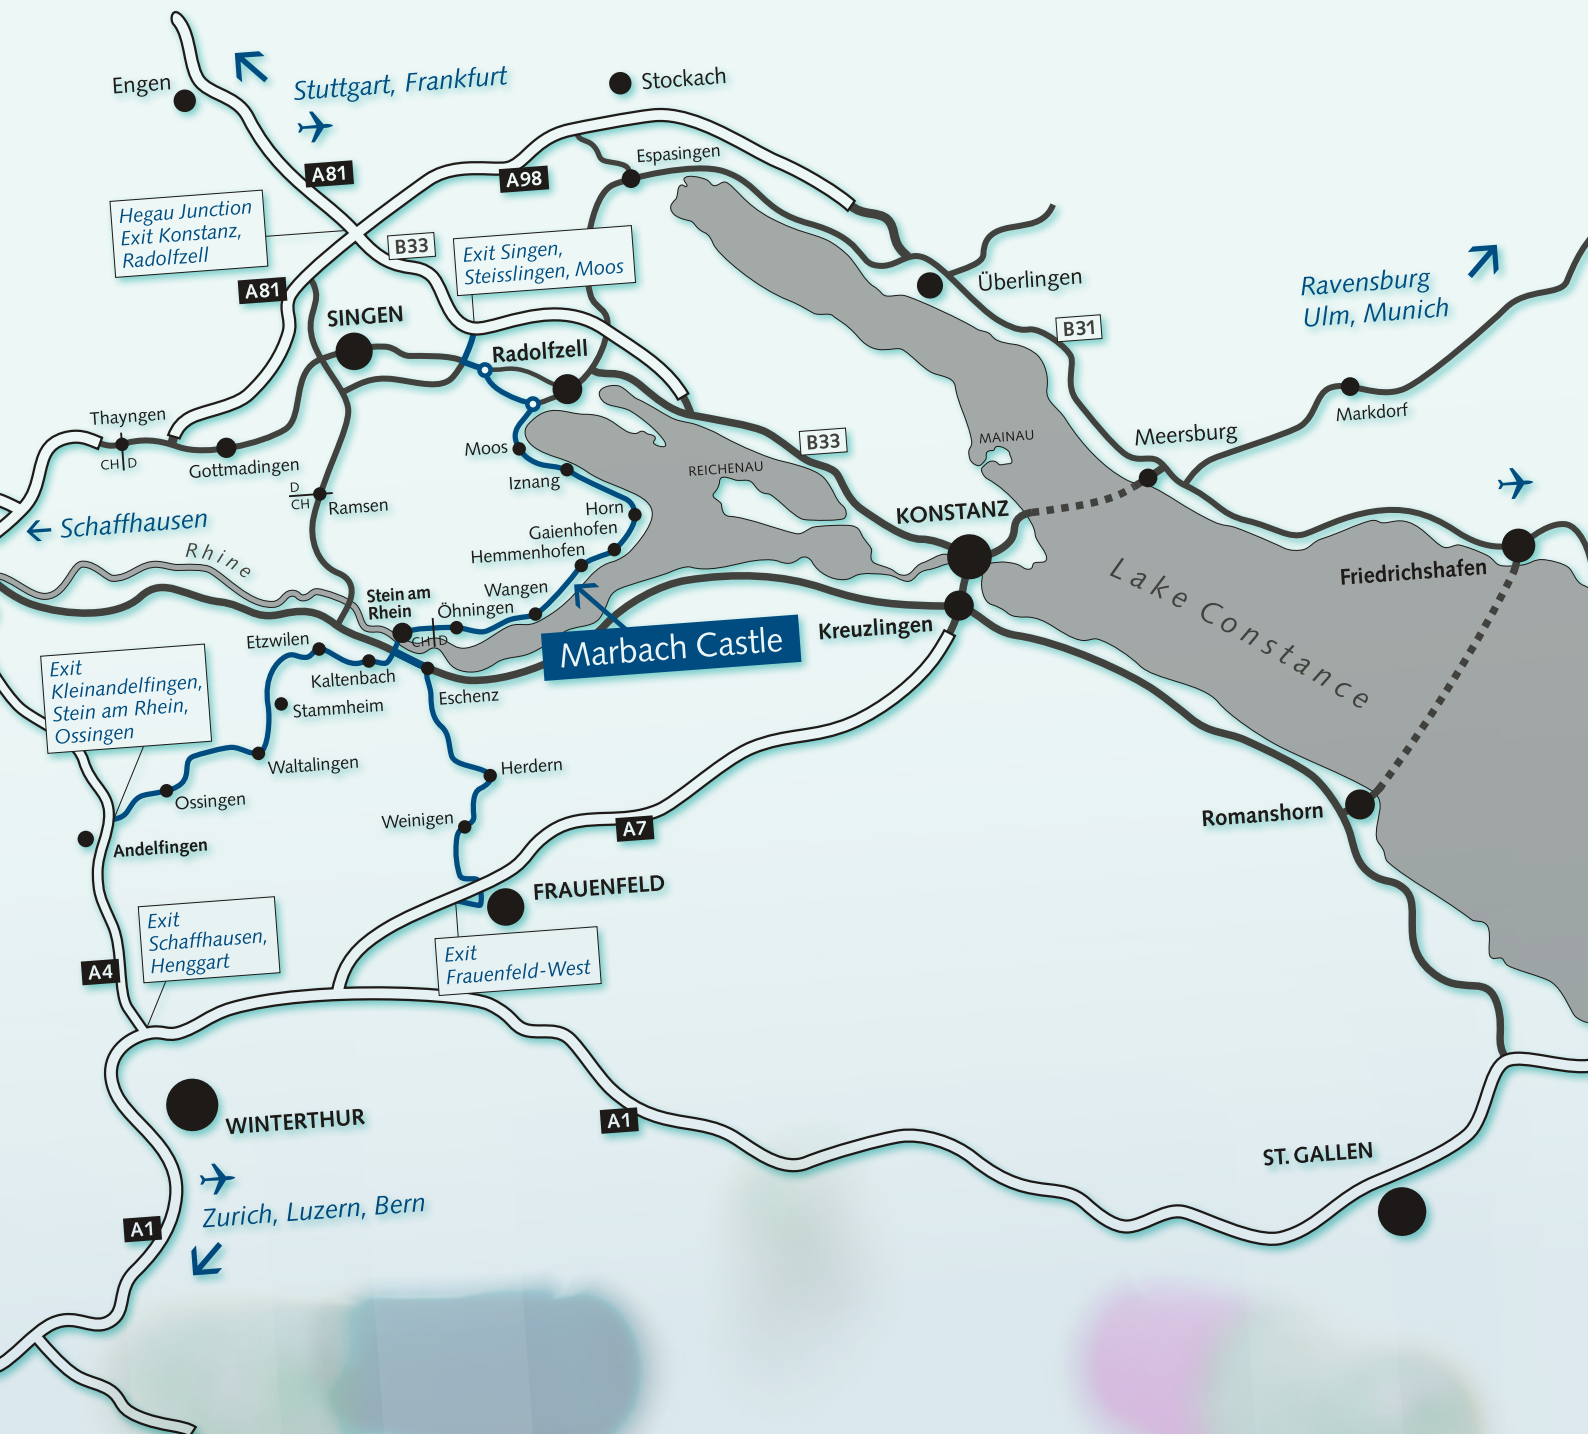 Engen
Stuttgart, Frankfurt
Stockach
A81
A98
Espasingen
Hegau Junction
Exit Konstanz,
Radolfzell
B33
Exit Singen,
Steisslingen, Moos
A81
SINGEN
Überlingen
Ravensburg
Ulm, Munich
B31
Radolfzell
Thayngen
CH D
Gottmadingen
Markdorf
Meersburg
MAINAU
B33
REICHENAU
Moos
Iznang
D
CH
Ramsen
Horn
Gaienhofen
Hemmenhofen
KONSTANZ
Schaffhausen
Rhine
Wangen
Stein am
Rhein
Öhningen
CH D
Friedrichshafen
Lake Constance
Kreuzlingen
Marbach Castle
Etzwilen
Kaltenbach
Eschenz
Exit
Kleinandelfingen,
Stein am Rhein,
Ossingen
Stammheim
Waltalingen
Herdern
Ossingen
Weinigen
A7
Romanshorn
Andelfingen
FRAUENFELD
Exit
Schaffhausen,
Henggart
Exit
Frauenfeld-West
A4
WINTERTHUR
A1
ST. GALLEN
Zurich, Luzern, Bern
A1